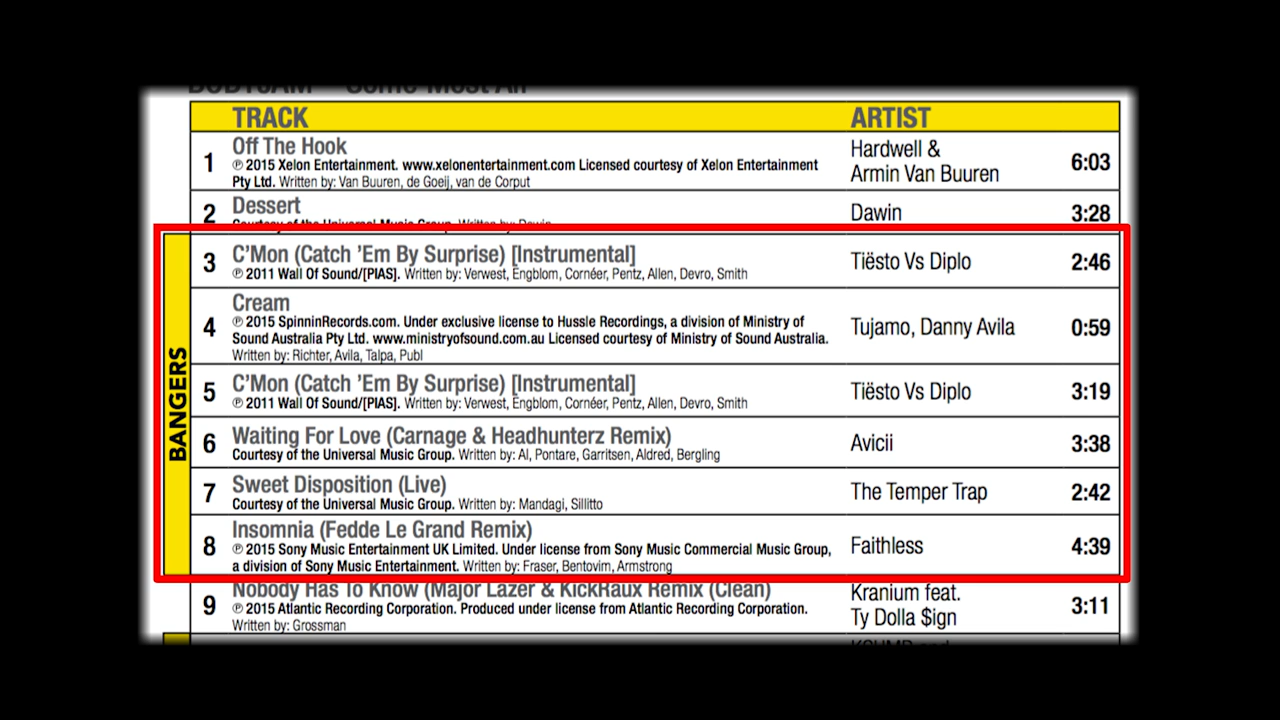 TRACK ARTIST
1 Off The Hook
℗ 2015 Xelon Entertainment. www.xelonentertainment.com Licensed courtesy of Xelon Entertainment
Pty Ltd. Written by: Van Buuren, de Goeij, van de Corput
Hardwell &
Armin Van Buuren
6:03
2 Dessert
Courtesy of the Universal Music Group. Written by: Dawin
Dawin 3:28
BANGERS
3 C’Mon (Catch ’Em By Surprise) [Instrumental]
℗ 2011 Wall Of Sound/[PIAS]. Written by: Verwest, Engblom, Cornéer, Pentz, Allen, Devro, Smith
Tiësto Vs Diplo 2:46
4 Cream
℗ 2015 SpinninRecords.com. Under exclusive license to Hussle Recordings, a division of Ministry of
Sound Australia Pty Ltd. www.ministryofsound.com.au Licensed courtesy of Ministry of Sound Australia.
Written by: Richter, Avila, Talpa, Publ
Tujamo, Danny Avila 0:59
5 C’Mon (Catch ’Em By Surprise) [Instrumental]
℗ 2011 Wall Of Sound/[PIAS]. Written by: Verwest, Engblom, Cornéer, Pentz, Allen, Devro, Smith
Tiësto Vs Diplo 3:19
6 Waiting For Love (Carnage & Headhunterz Remix)
Courtesy of the Universal Music Group. Written by: Al, Pontare, Garritsen, Aldred, Bergling
Avicii 3:38
7 Sweet Disposition (Live)
Courtesy of the Universal Music Group. Written by: Mandagi, Sillitto
The Temper Trap 2:42
8 Insomnia (Fedde Le Grand Remix)
℗ 2015 Sony Music Entertainment UK Limited. Under license from Sony Music Commercial Music Group,
a division of Sony Music Entertainment. Written by: Fraser, Bentovim, Armstrong
Faithless 4:39
9 Nobody Has To Know (Major Lazer & KickRaux Remix (Clean)
℗ 2015 Atlantic Recording Corporation. Produced under license from Atlantic Recording Corporation.
Written by: Grossman
Kranium feat.
Ty Dolla $ign
3:11